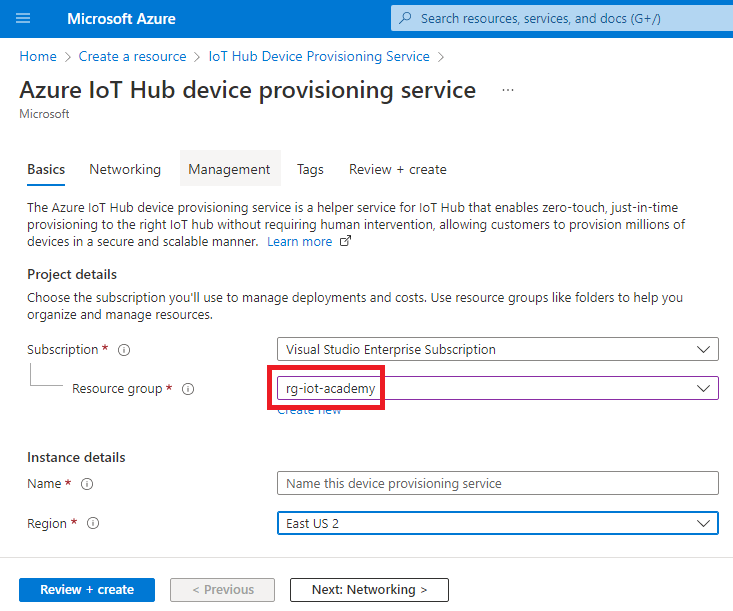 Microsoft Azure
Search resources, services, and docs (G+/)
Home > Create a resource > IoT Hub Device Provisioning Service >
Azure IoT Hub device provisioning service ...
Microsoft
Basics Networking Management Tags Review + create
The Azure IoT Hub device provisioning service is a helper service for IoT Hub that enables zero-touch, just-in-time
provisioning to the right IoT hub without requiring human intervention, allowing customers to provision millions of
devices in a secure and scalable manner. Learn more
Project details
Choose the subscription you'll use to manage deployments and costs. Use resource groups like folders to help you
organize and manage resources.
Subscription * Visual Studio Enterprise Subscription
Resource group * rg-iot-academy
Create new
Instance details
Name * Name this device provisioning service
Region * East US 2
Review + create < Previous Next: Networking >